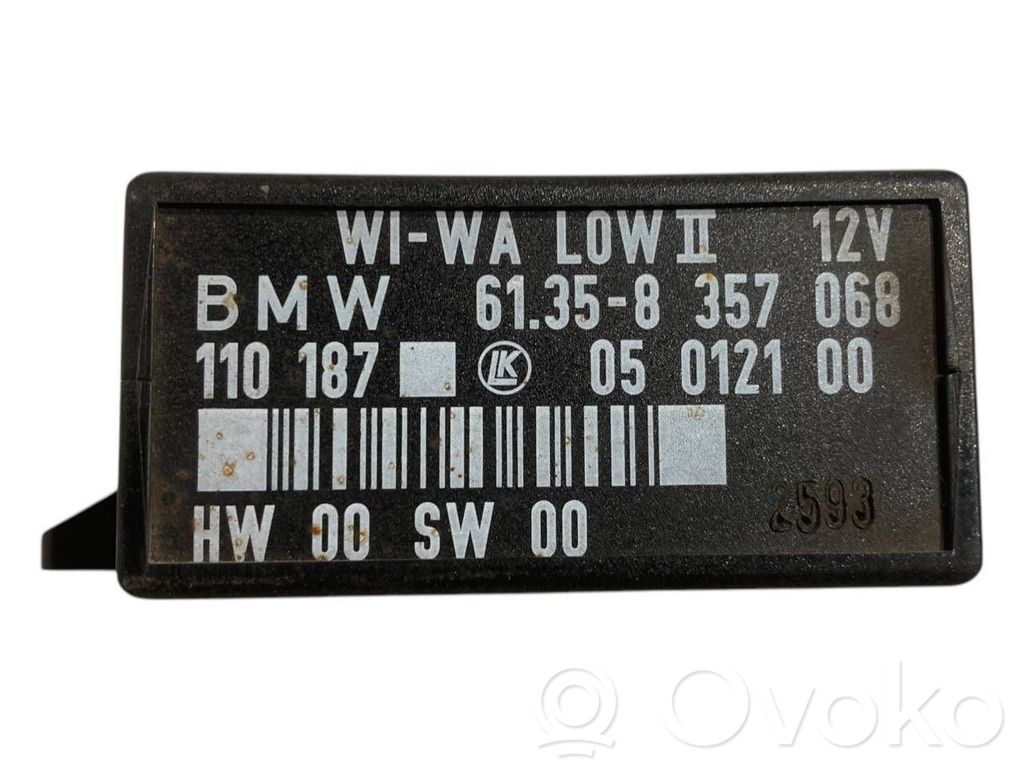 WI-WA LOW II 12V
BMW 61.35-8 357 068
110 187 LK 05 0121 00
HW 00 SW 00
2593
Ovoko